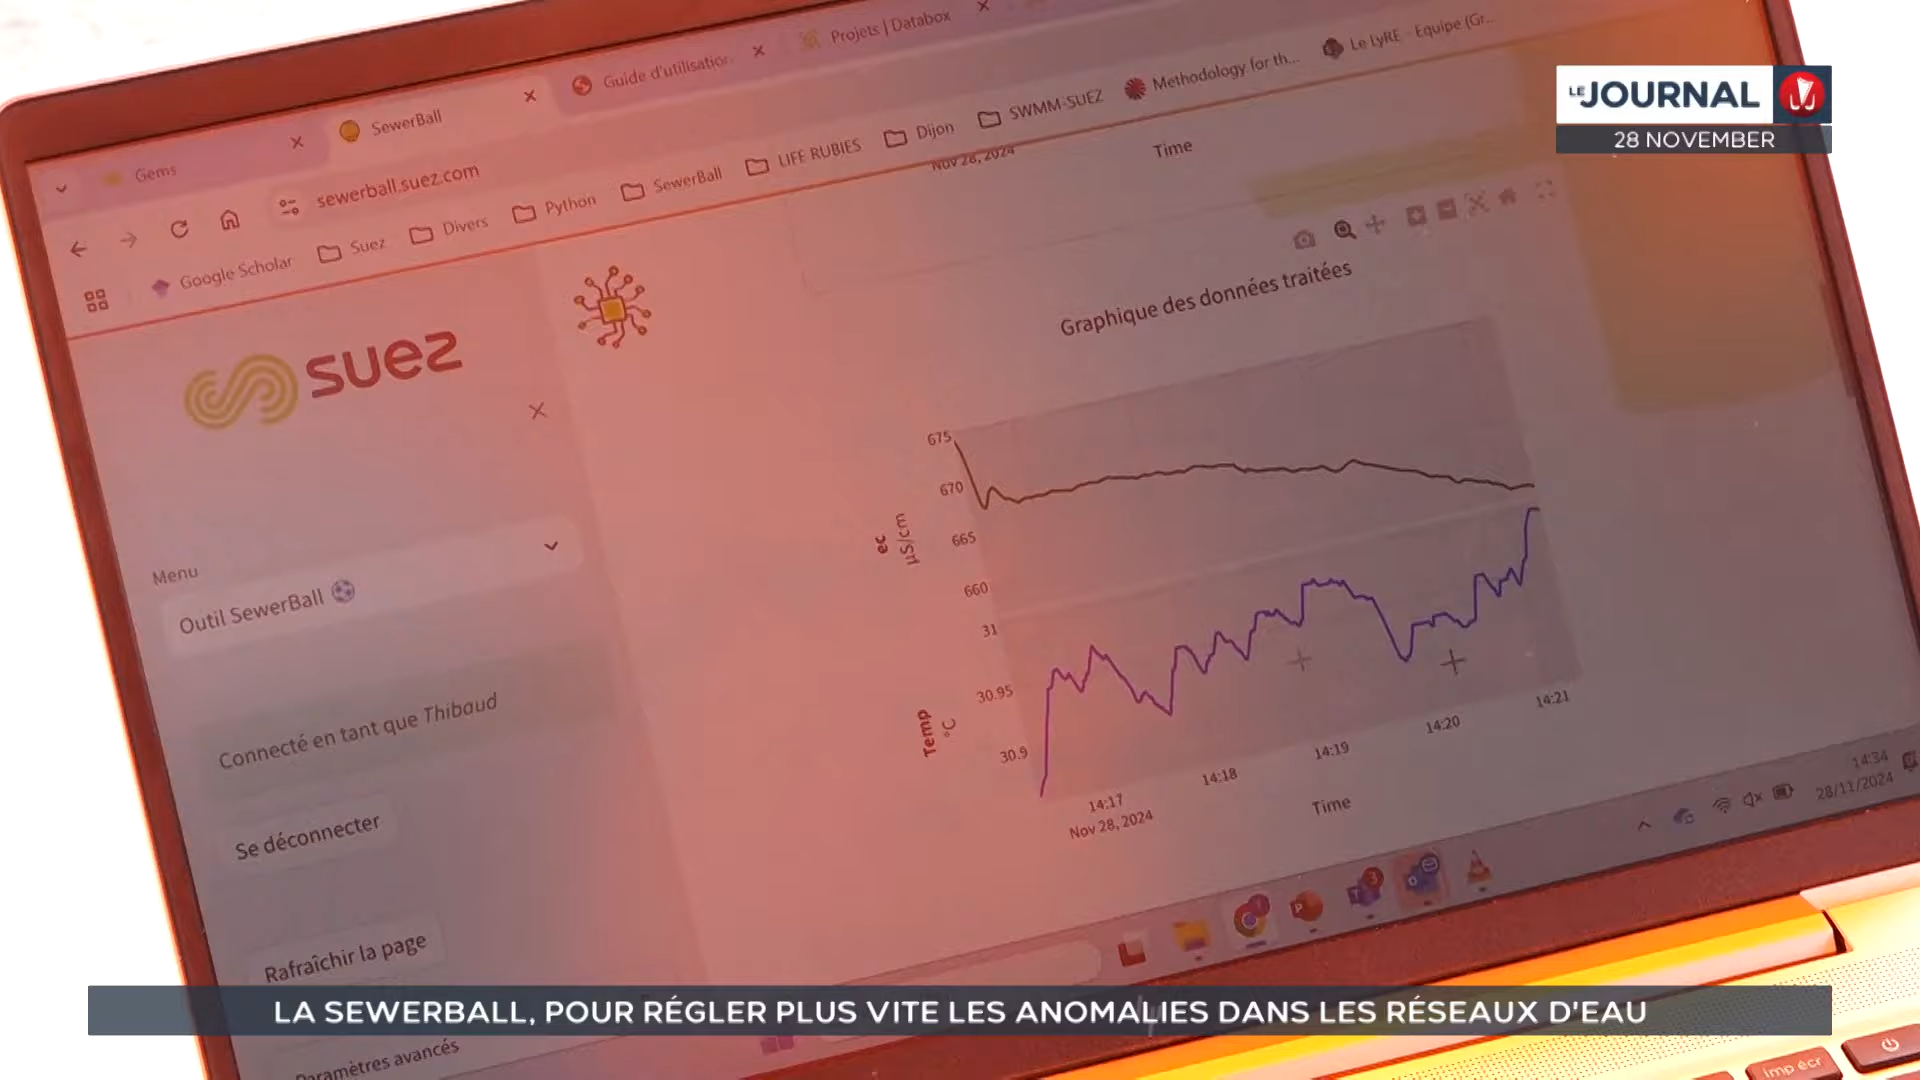 Gems
SewerBall
Guide d'utilisation
Projets | Databox
sewerball.suez.com
Google Scholar
Suez
Divers
Python
SewerBall
LIFE RUBIES
Dijon
SWMM-SUEZ
Methodology for th...
Le LyRE - Equipe (Gr...
LE JOURNAL
28 NOVEMBER
Nov 28, 2024
Time
suez
Menu
Outil SewerBall
Connecté en tant que Thibaud
Se déconnecter
Rafraîchir la page
Paramètres avancés
Graphique des données traitées
675
670
665
660
ec
µS/cm
31
30.95
30.9
Temp
°C
14:17
14:18
14:19
14:20
14:21
Nov 28, 2024
Time
14:34
28/11/2024
LA SEWERBALL, POUR RÉGLER PLUS VITE LES ANOMALIES DANS LES RÉSEAUX D'EAU
imp écr